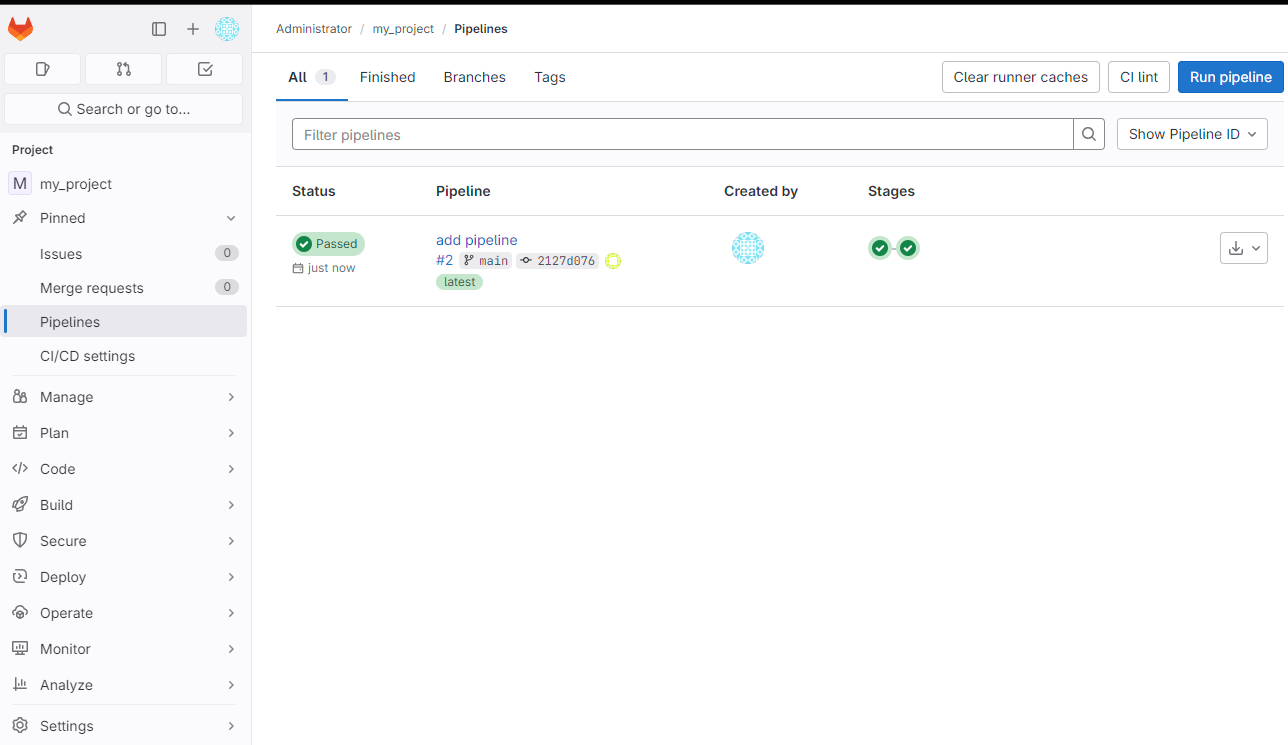 Administrator / my_project / Pipelines
Search or go to...
Project
M my_project
Pinned
Issues 0
Merge requests 0
Pipelines
CI/CD settings
Manage
Plan
Code
Build
Secure
Deploy
Operate
Monitor
Analyze
Settings
All 1 Finished Branches Tags
Clear runner caches CI lint Run pipeline
Filter pipelines Show Pipeline ID
Status Pipeline Created by Stages
Passed
just now
add pipeline
#2 main 2127d076
latest